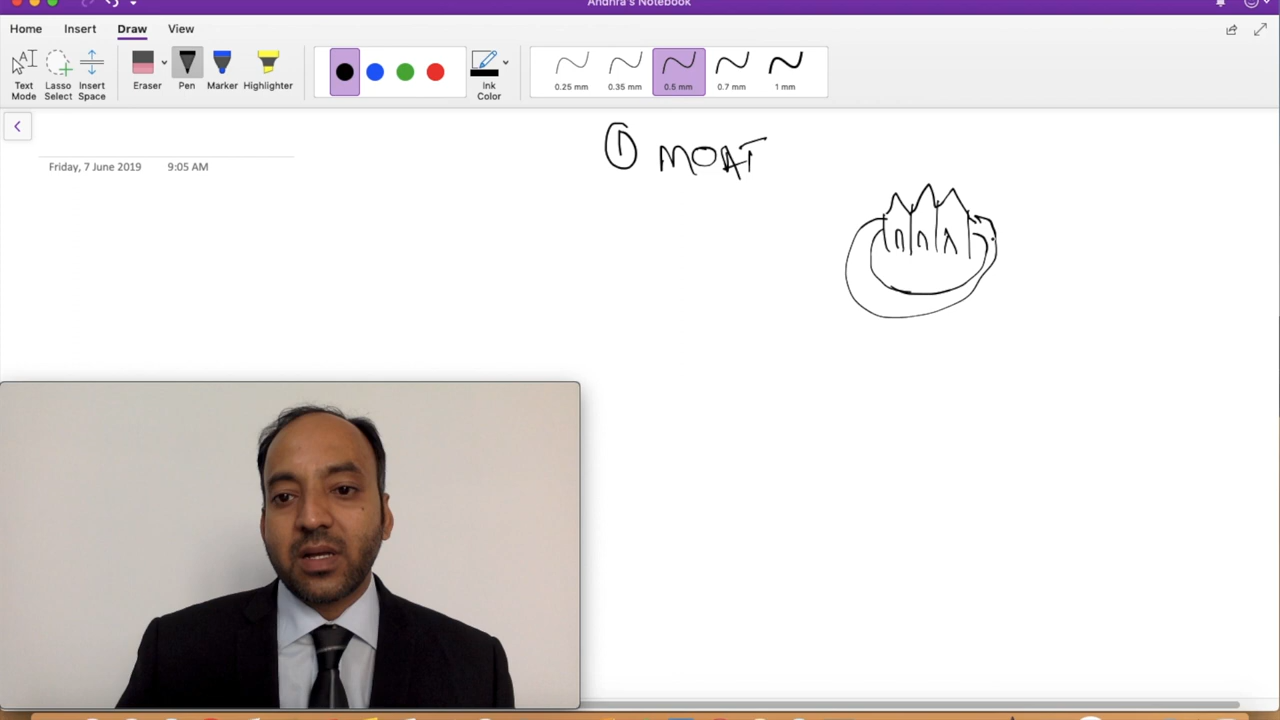 Andhra's Notebook
Home Insert Draw View
Text Mode
Lasso Select
Insert Space
Eraser
Pen
Marker
Highlighter
Ink Color
0.25 mm
0.35 mm
0.5 mm
0.7 mm
1 mm
Friday, 7 June 2019 9:05 AM
① MOAT